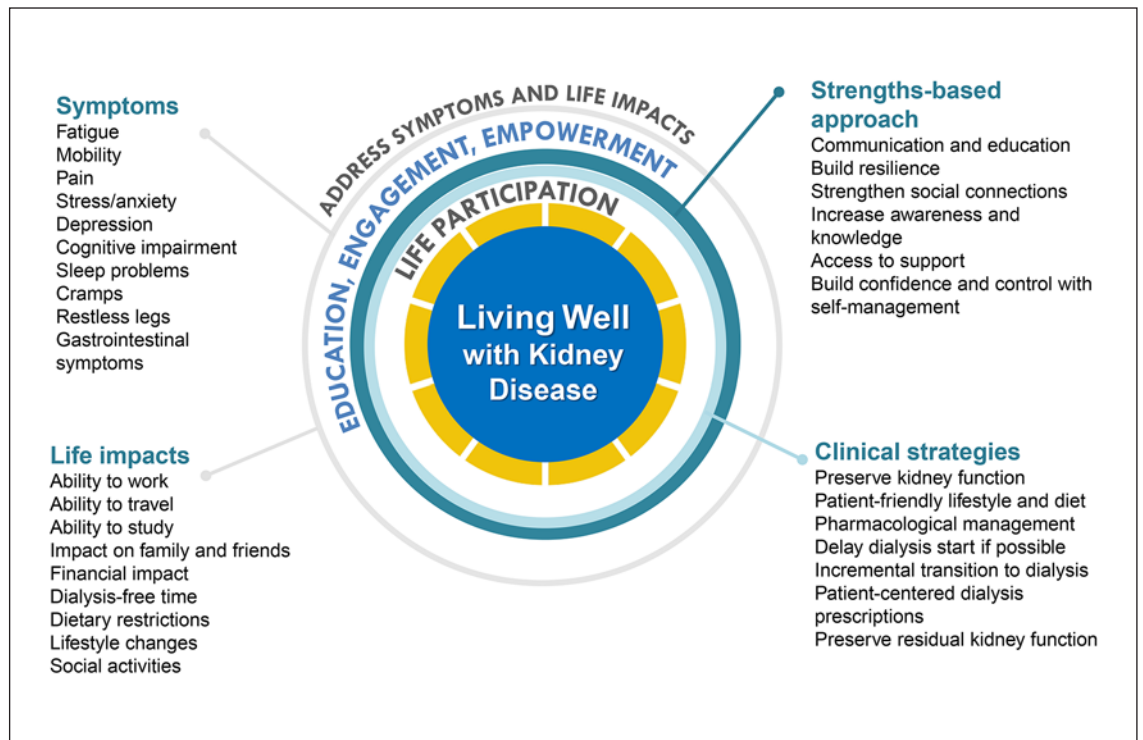 ADDRESS SYMPTOMS AND LIFE IMPACTS
EDUCATION, ENGAGEMENT, EMPOWERMENT
LIFE PARTICIPATION
Living Well
with Kidney
Disease
Symptoms
Fatigue
Mobility
Pain
Stress/anxiety
Depression
Cognitive impairment
Sleep problems
Cramps
Restless legs
Gastrointestinal
symptoms
Life impacts
Ability to work
Ability to travel
Ability to study
Impact on family and friends
Financial impact
Dialysis-free time
Dietary restrictions
Lifestyle changes
Social activities
Strengths-based
approach
Communication and education
Build resilience
Strengthen social connections
Increase awareness and
knowledge
Access to support
Build confidence and control with
self-management
Clinical strategies
Preserve kidney function
Patient-friendly lifestyle and diet
Pharmacological management
Delay dialysis start if possible
Incremental transition to dialysis
Patient-centered dialysis
prescriptions
Preserve residual kidney function